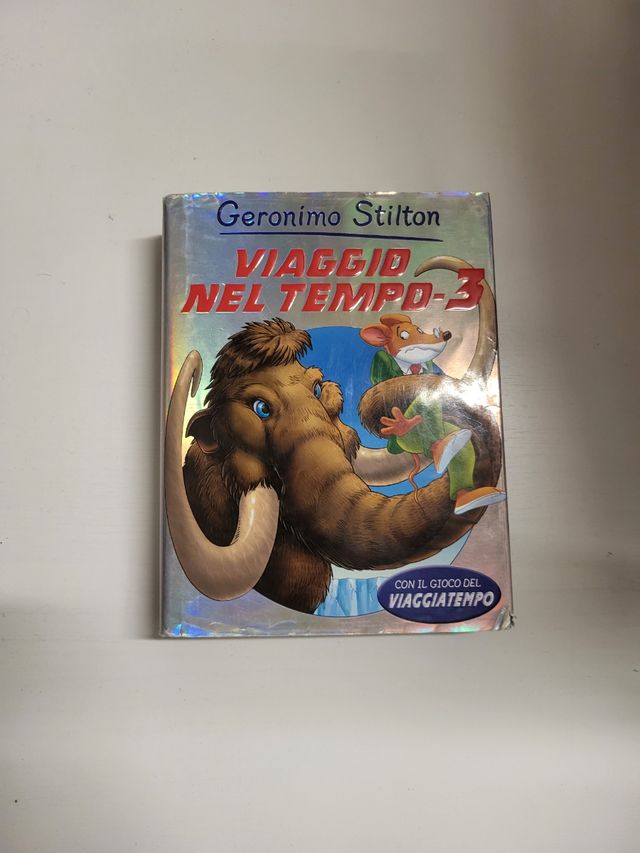 Geronimo Stilton
VIAGGIO
NEL TEMPO-3
CON IL GIOCO DEL
VIAGGIATEMPO